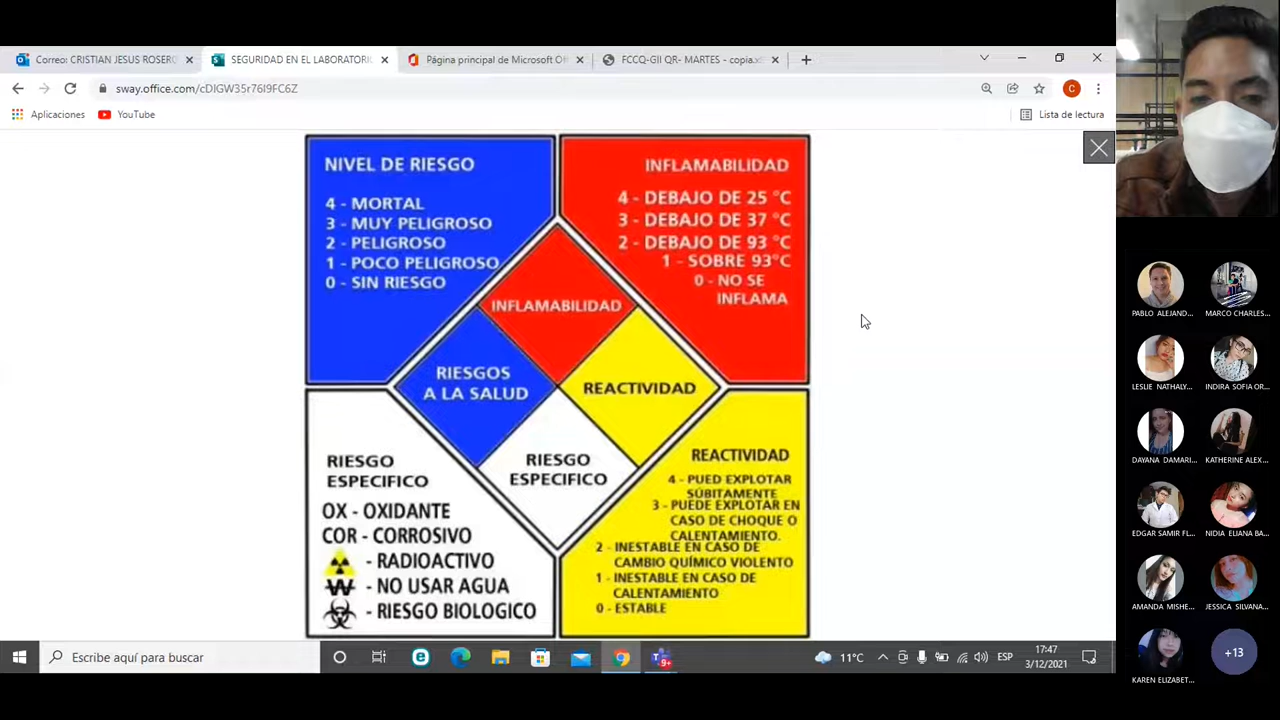 Correo: CRISTIAN JESUS ROSERO
SEGURIDAD EN EL LABORATORI
Página principal de Microsoft Of
FCCQ-GII QR- MARTES - copia.xl
sway.office.com/cDIGW35r76I9FC6Z
Aplicaciones
YouTube
Lista de lectura
NIVEL DE RIESGO
4 - MORTAL
3 - MUY PELIGROSO
2 - PELIGROSO
1 - POCO PELIGROSO
0 - SIN RIESGO
INFLAMABILIDAD
4 - DEBAJO DE 25 °C
3 - DEBAJO DE 37 °C
2 - DEBAJO DE 93 °C
1 - SOBRE 93°C
0 - NO SE
INFLAMA
INFLAMABILIDAD
RIESGOS
A LA SALUD
REACTIVIDAD
RIESGO
ESPECIFICO
RIESGO
ESPECIFICO
OX - OXIDANTE
COR - CORROSIVO
- RADIOACTIVO
W - NO USAR AGUA
- RIESGO BIOLOGICO
REACTIVIDAD
4 - PUED EXPLOTAR
SÚBITAMENTE
3 - PUEDE EXPLOTAR EN
CASO DE CHOQUE O
CALENTAMIENTO.
2 - INESTABLE EN CASO DE
CAMBIO QUÍMICO VIOLENTO
1 - INESTABLE EN CASO DE
CALENTAMIENTO
0 - ESTABLE
Escribe aquí para buscar
9+
11°C
ESP
17:47
3/12/2021
PABLO ALEJAND...
MARCO CHARLES...
LESLIE NATHALY...
INDIRA SOFIA OR...
DAYANA DAMARI...
KATHERINE ALEX...
EDGAR SAMIR FL...
NIDIA ELIANA BA...
AMANDA MISHE...
JESSICA SILVANA...
KAREN ELIZABET...
+13